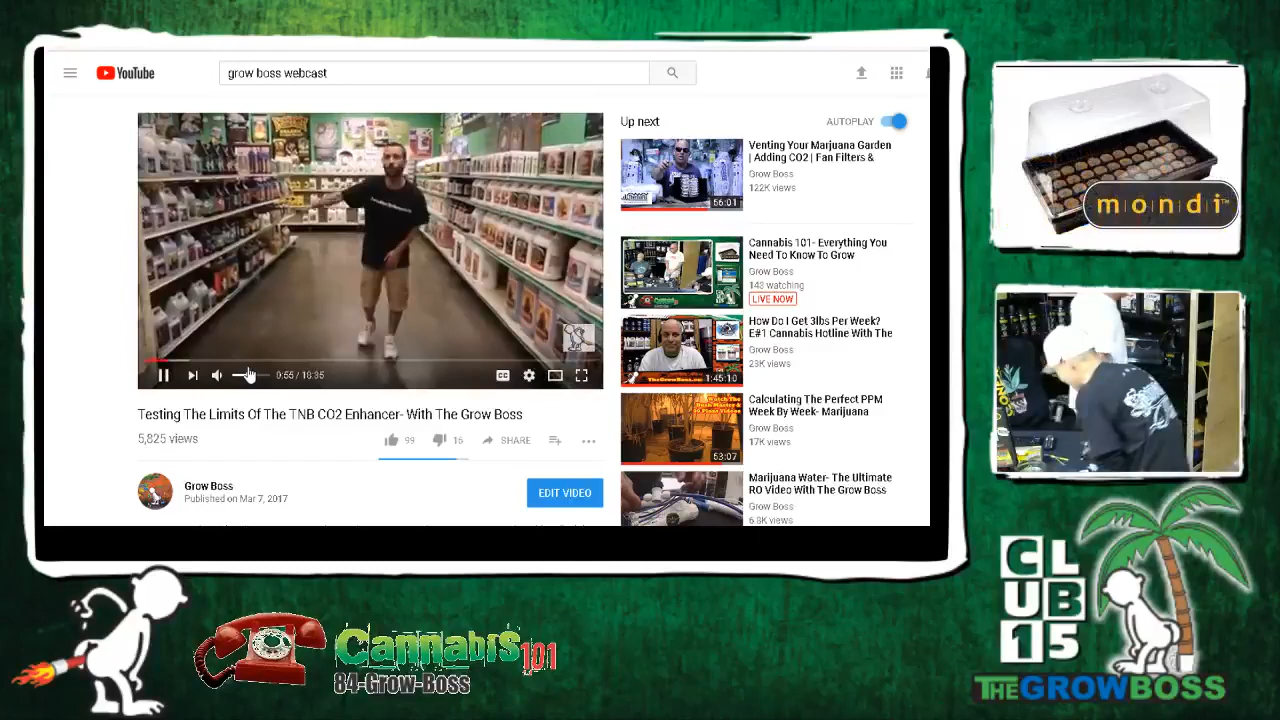 YouTube
grow boss webcast
Up next
AUTOPLAY
Venting Your Marijuana Garden
| Adding CO2 | Fan Filters &
Grow Boss
122K views
56:01
Cannabis 101- Everything You
Need To Know To Grow
Grow Boss
143 watching
LIVE NOW
How Do I Get 3lbs Per Week?
E#1 Cannabis Hotline With The
Grow Boss
23K views
1:45:10
Calculating The Perfect PPM
Week By Week- Marijuana
Grow Boss
17K views
53:07
Marijuana Water- The Ultimate
RO Video With The Grow Boss
Grow Boss
6.8K views
0:55 / 18:35
CC
Testing The Limits Of The TNB CO2 Enhancer- With The Grow Boss
5,825 views
99
16
SHARE
Grow Boss
Published on Mar 7, 2017
EDIT VIDEO
mondi™
CLUB 15
THEGROWBOSS
Cannabis101
84-Grow-Boss